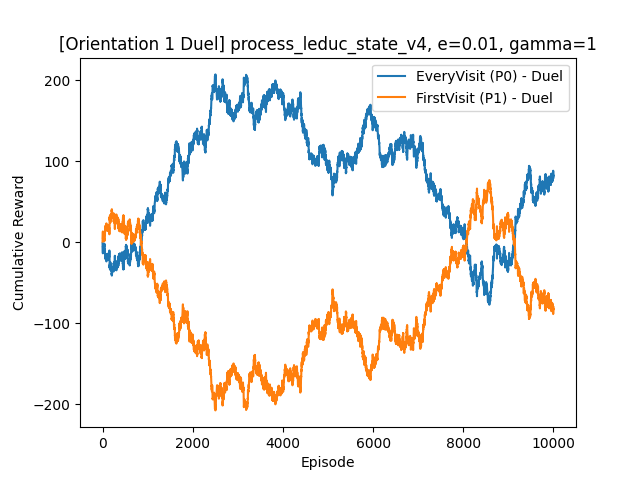 [Orientation 1 Duel] process_leduc_state_v4, e=0.01, gamma=1
EveryVisit (P0) - Duel
FirstVisit (P1) - Duel
200
100
0
−100
−200
Cumulative Reward
0 2000 4000 6000 8000 10000
Episode